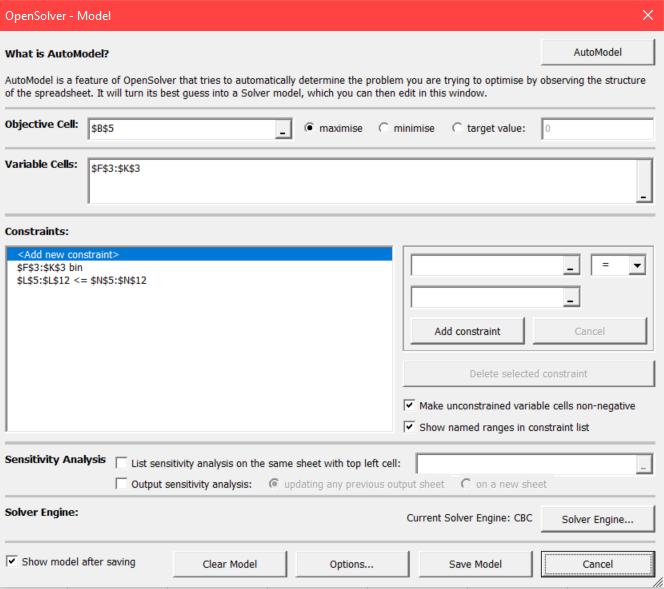 OpenSolver - Model
What is AutoModel?
AutoModel
AutoModel is a feature of OpenSolver that tries to automatically determine the problem you are trying to optimise by observing the structure
of the spreadsheet. It will turn its best guess into a Solver model, which you can then edit in this window.
Objective Cell: $B$5 _ maximise minimise target value: 0
Variable Cells: $F$3:$K$3 _
Constraints:
<Add new constraint>
$F$3:$K$3 bin
$L$5:$L$12 <= $N$5:$N$12
_ =
_
Add constraint Cancel
Delete selected constraint
Make unconstrained variable cells non-negative
Show named ranges in constraint list
Sensitivity Analysis List sensitivity analysis on the same sheet with top left cell: ..
Output sensitivity analysis: updating any previous output sheet on a new sheet
Solver Engine:
Current Solver Engine: CBC Solver Engine...
Show model after saving Clear Model Options... Save Model Cancel